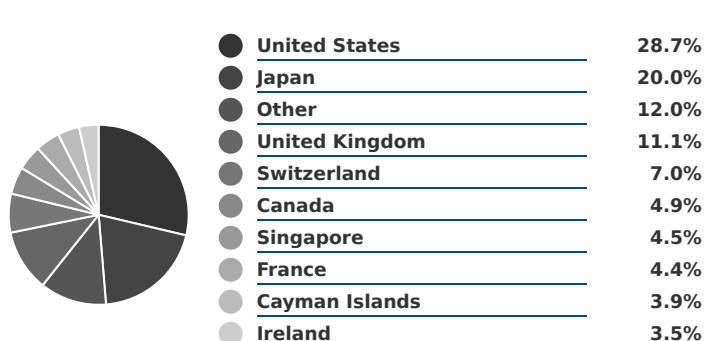 United States 28.7%
Japan 20.0%
Other 12.0%
United Kingdom 11.1%
Switzerland 7.0%
Canada 4.9%
Singapore 4.5%
France 4.4%
Cayman Islands 3.9%
Ireland 3.5%